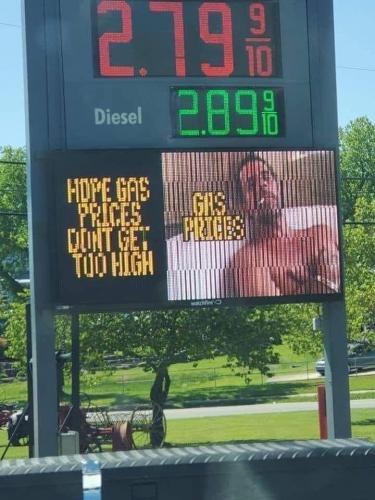 2.79 9/10
Diesel 2.89 9/10
HOPE GAS
PRICES
DONT GET
TOO HIGH
GAS
PRICES